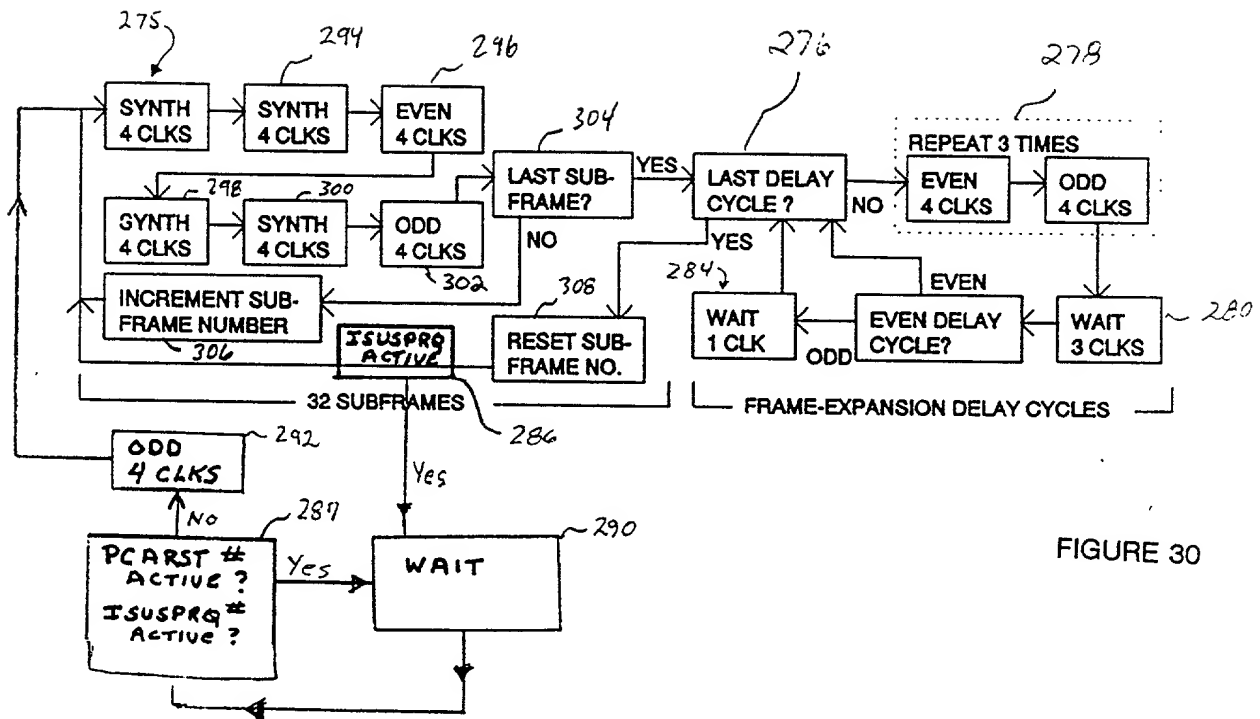 275
294
296
276
278
SYNTH
4 CLKS
SYNTH
4 CLKS
EVEN
4 CLKS
304
LAST SUB-
FRAME?
YES
LAST DELAY
CYCLE ?
NO
REPEAT 3 TIMES
EVEN
4 CLKS
ODD
4 CLKS
298
SYNTH
4 CLKS
300
SYNTH
4 CLKS
ODD
4 CLKS
302
NO
YES
INCREMENT SUB-
FRAME NUMBER
306
ISUSPRQ
ACTIVE
308
RESET SUB-
FRAME NO.
284
WAIT
1 CLK
ODD
EVEN
EVEN DELAY
CYCLE?
WAIT
3 CLKS
280
32 SUBFRAMES
286
FRAME-EXPANSION DELAY CYCLES
292
ODD
4 CLKS
Yes
No
287
PCARST #
ACTIVE ?
ISUSPRQ #
ACTIVE ?
Yes
290
WAIT
FIGURE 30